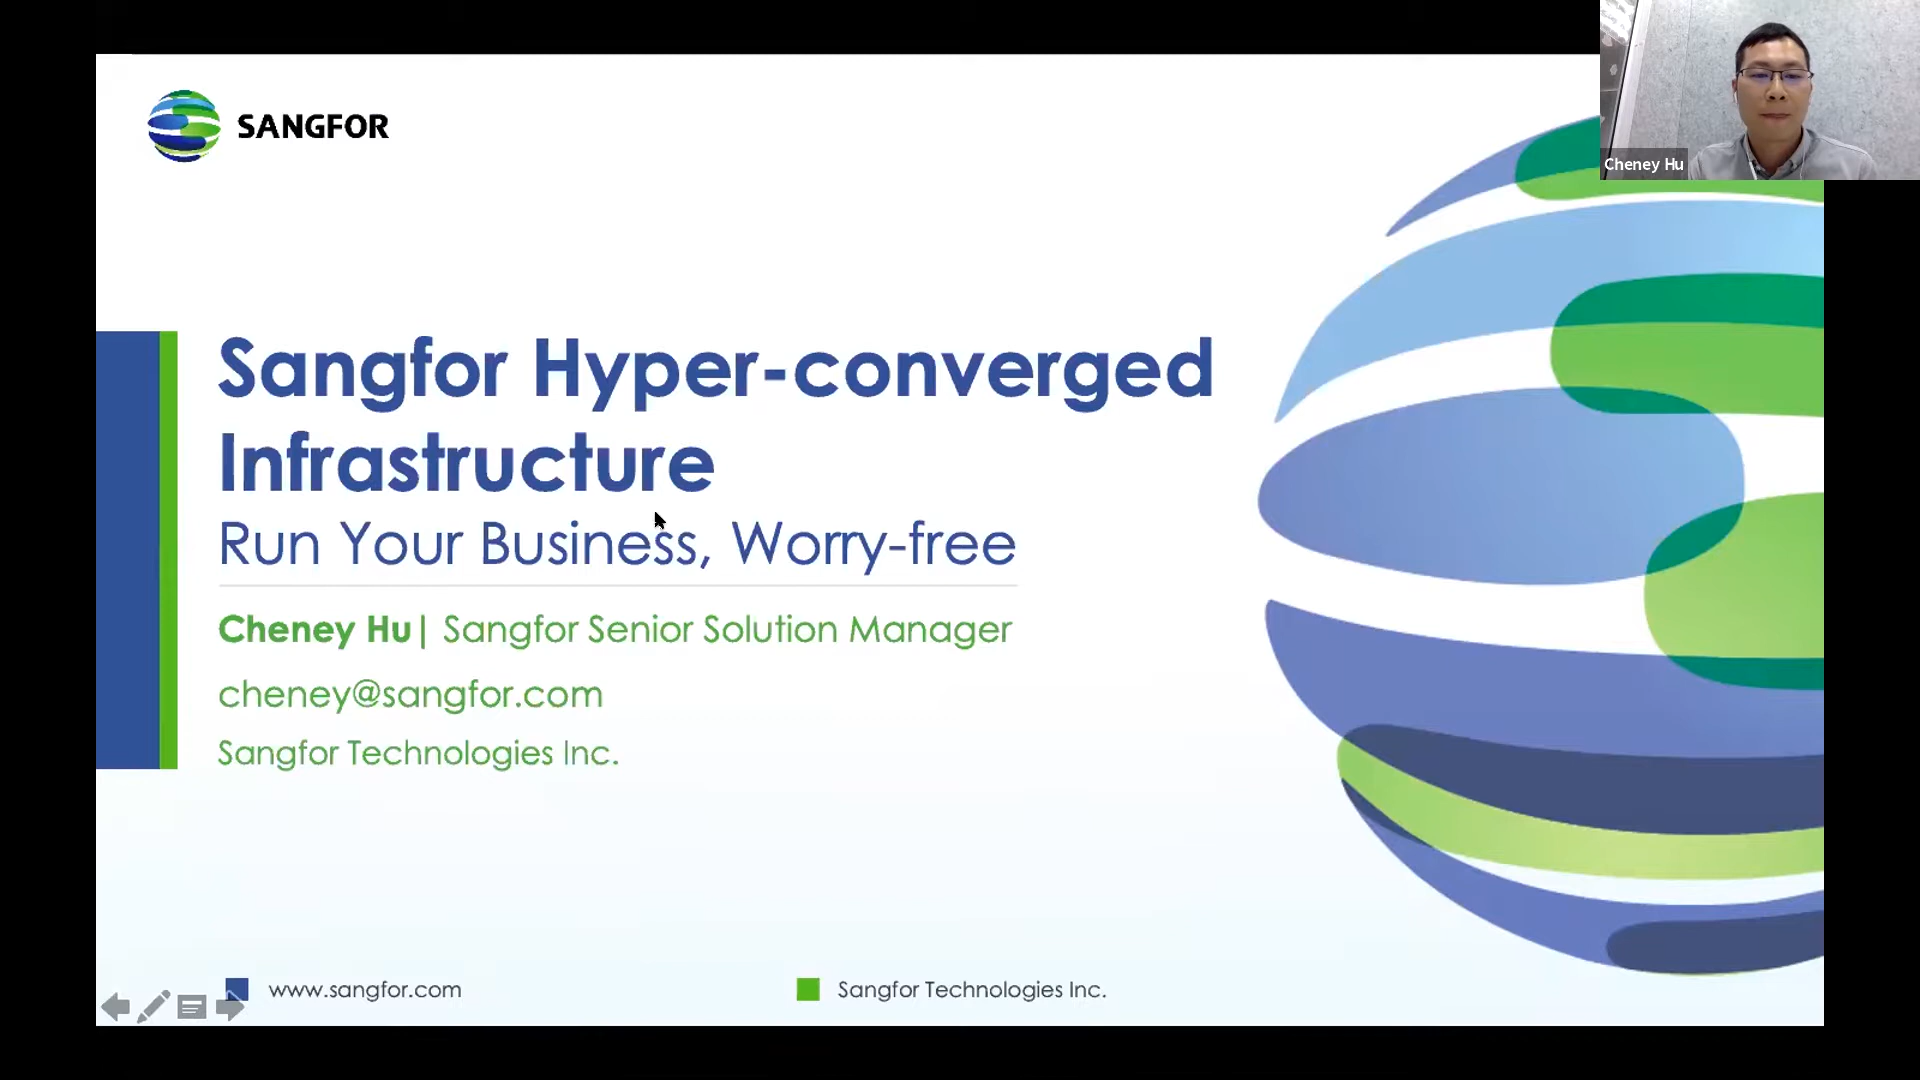 SANGFOR
Cheney Hu
Sangfor Hyper-converged
Infrastructure
Run Your Business, Worry-free
Cheney Hu| Sangfor Senior Solution Manager
cheney@sangfor.com
Sangfor Technologies Inc.
www.sangfor.com
Sangfor Technologies Inc.